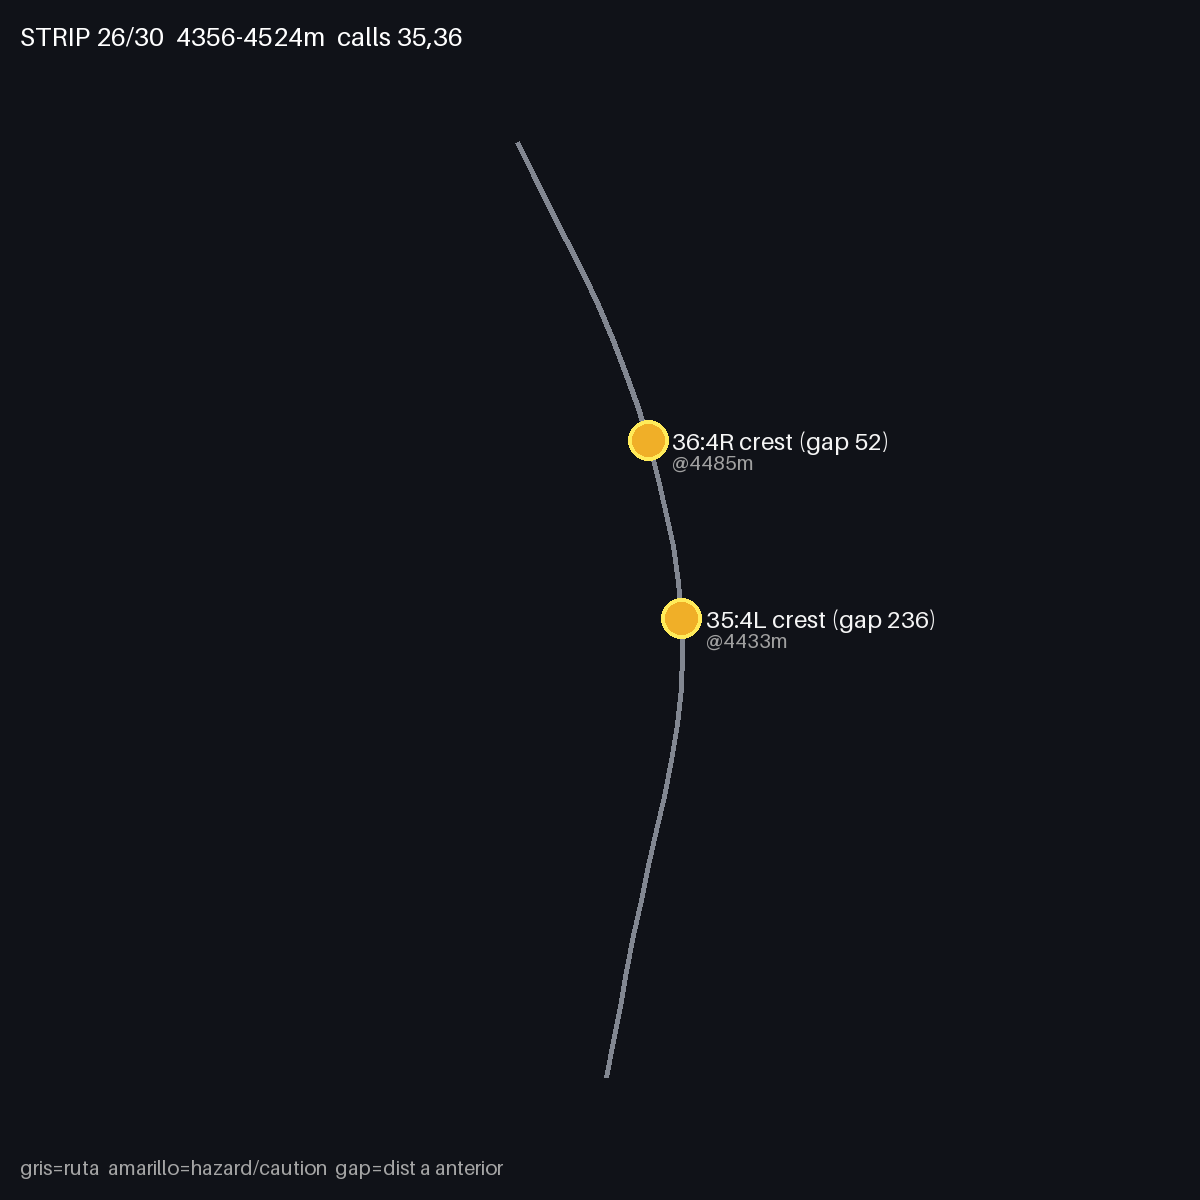 STRIP 26/30  4356-4524m  calls 35,36
36:4R crest (gap 52)
@4485m
35:4L crest (gap 236)
@4433m
gris=ruta  amarillo=hazard/caution  gap=dist a anterior